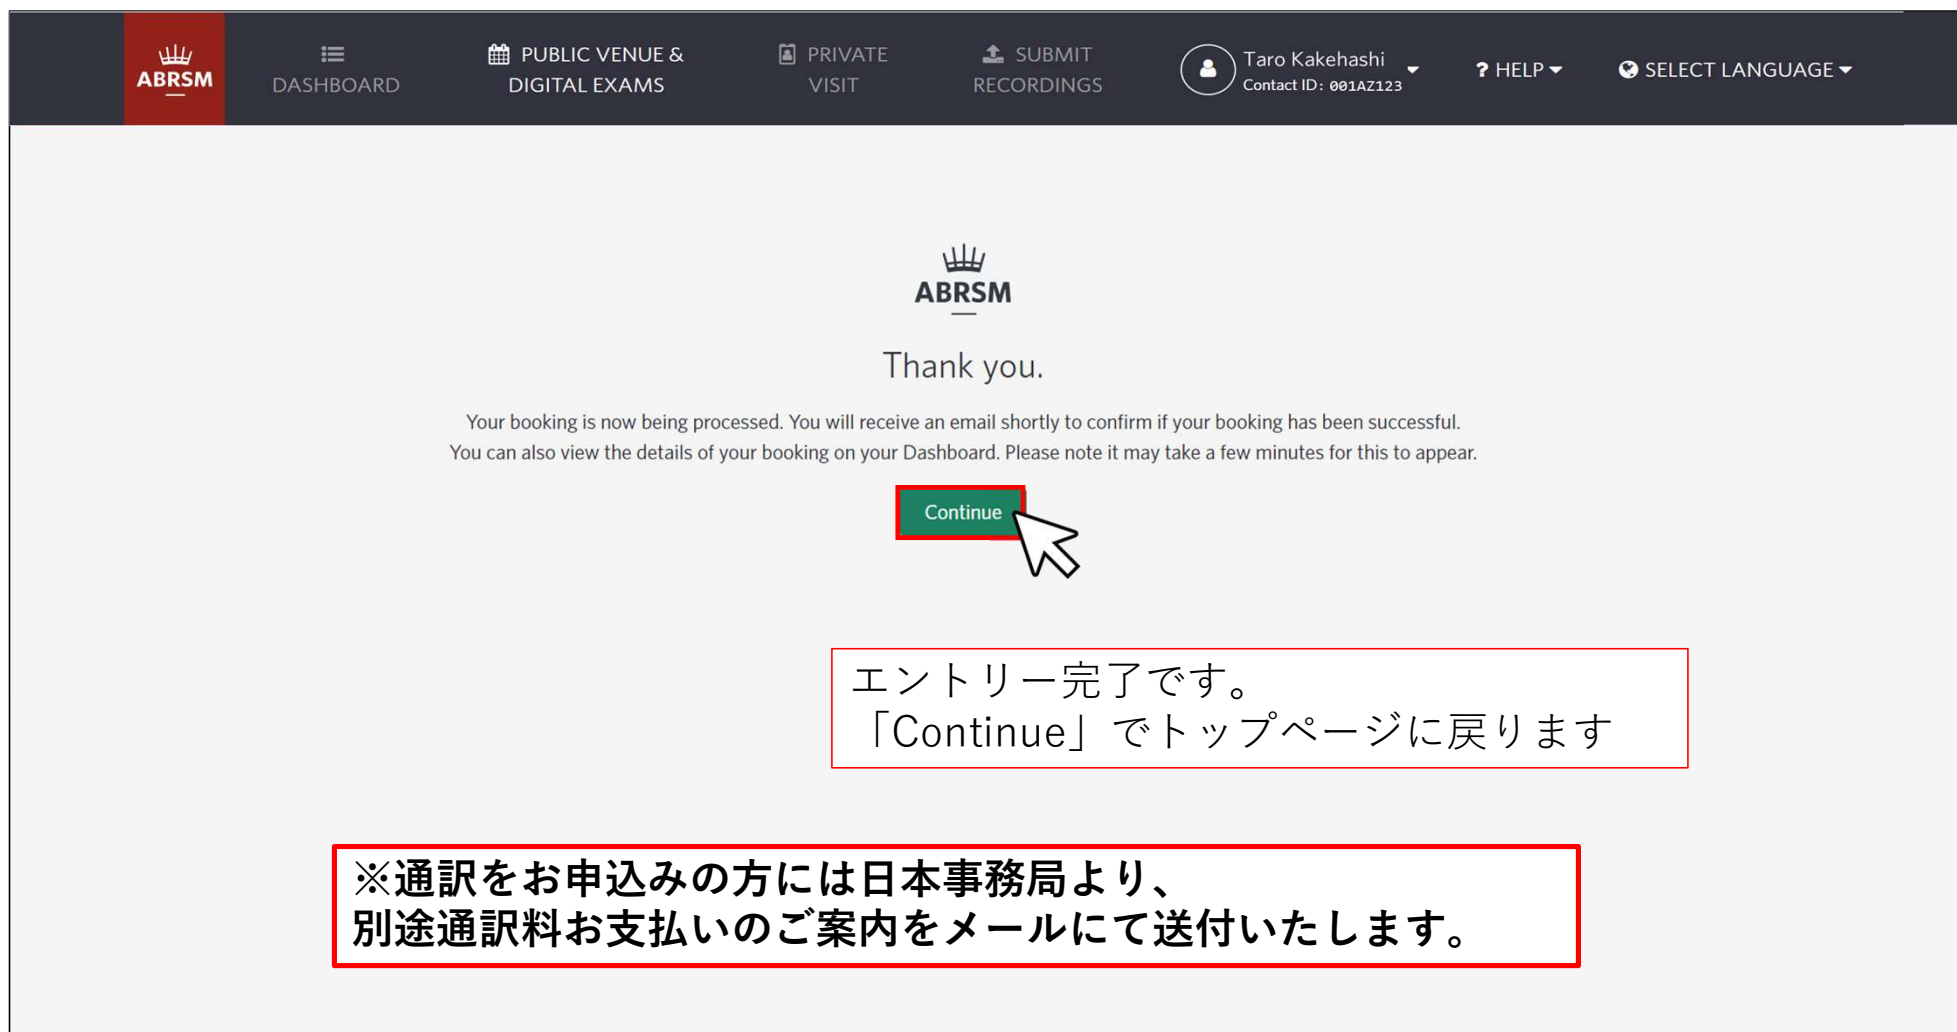 ABRSM
DASHBOARD
PUBLIC VENUE &
DIGITAL EXAMS
PRIVATE
VISIT
SUBMIT
RECORDINGS
Taro Kakehashi
Contact ID: 001AZ123
? HELP
SELECT LANGUAGE
ABRSM
Thank you.
Your booking is now being processed. You will receive an email shortly to confirm if your booking has been successful.
You can also view the details of your booking on your Dashboard. Please note it may take a few minutes for this to appear.
Continue
エントリー完了です。
「Continue」でトップページに戻ります
※通訳をお申込みの方には日本事務局より、
別途通訳料お支払いのご案内をメールにて送付いたします。